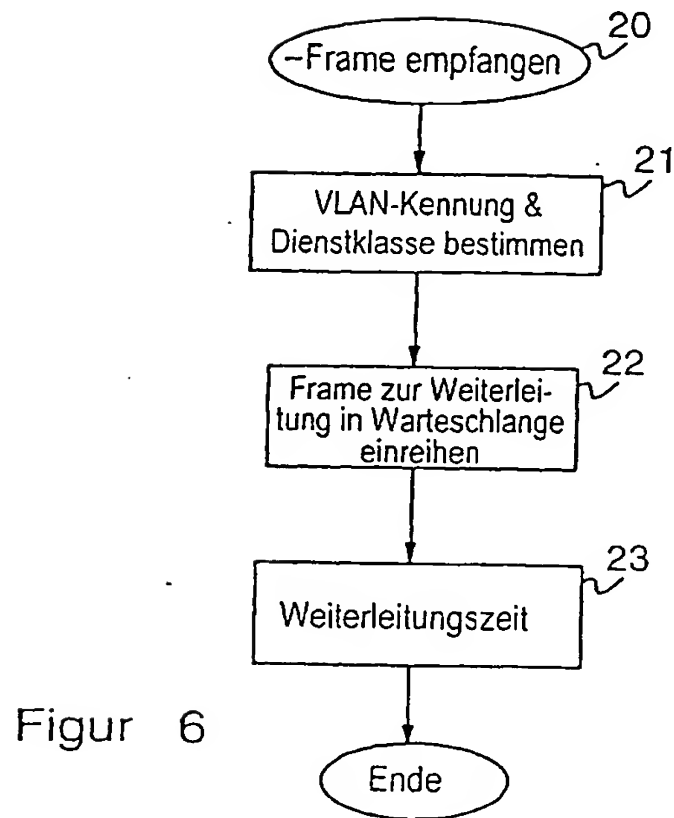 20
–Frame empfangen
21
VLAN-Kennung &
Dienstklasse bestimmen
22
Frame zur Weiterlei-
tung in Warteschlange
einreihen
23
Weiterleitungszeit
Figur 6
Ende